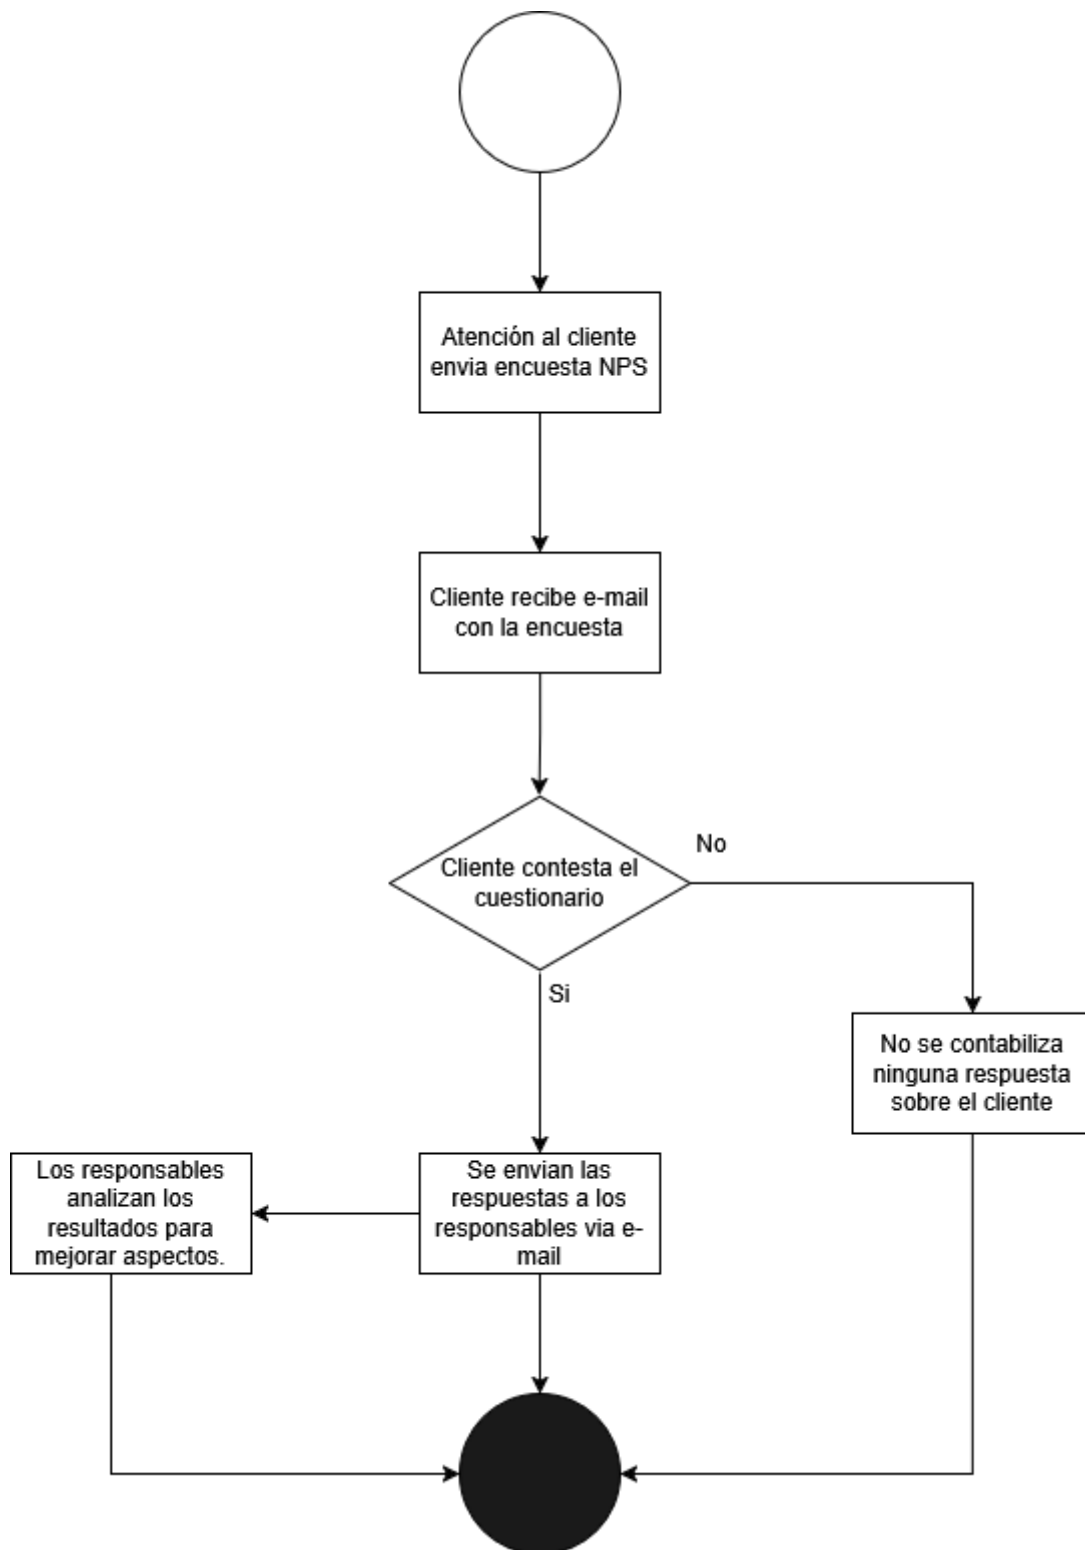 Atención al cliente
envia encuesta NPS
Cliente recibe e-mail
con la encuesta
Cliente contesta el
cuestionario
No
Si
No se contabiliza
ninguna respuesta
sobre el cliente
Los responsables
analizan los
resultados para
mejorar aspectos.
Se envian las
respuestas a los
responsables via e-
mail